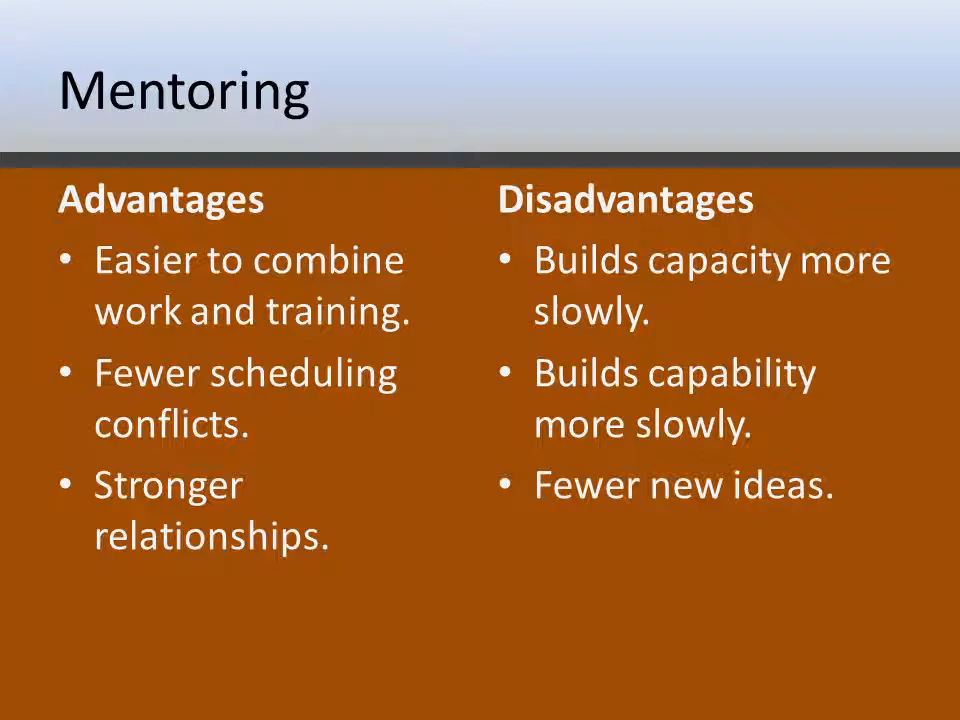 Mentoring
Advantages
• Easier to combine
work and training.
• Fewer scheduling
conflicts.
• Stronger
relationships.
Disadvantages
• Builds capacity more
slowly.
• Builds capability
more slowly.
• Fewer new ideas.